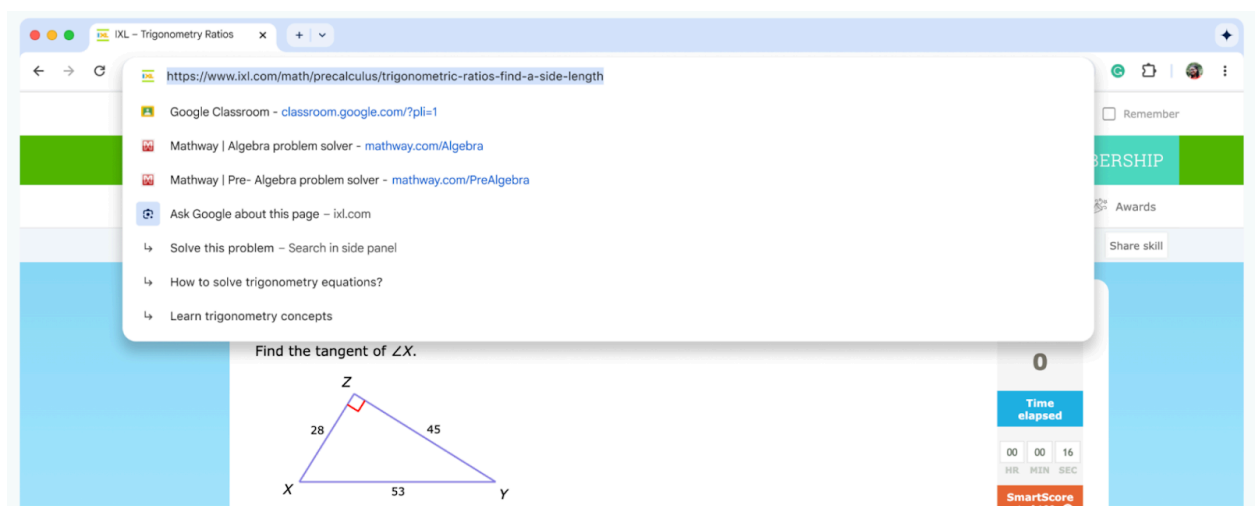 IXL – Trigonometry Ratios
https://www.ixl.com/math/precalculus/trigonometric-ratios-find-a-side-length
Google Classroom - classroom.google.com/?pli=1
Remember
Mathway | Algebra problem solver - mathway.com/Algebra
BERSHIP
Mathway | Pre- Algebra problem solver - mathway.com/PreAlgebra
Ask Google about this page – ixl.com
Awards
Solve this problem – Search in side panel
Share skill
How to solve trigonometry equations?
Learn trigonometry concepts
Find the tangent of ∠X.
0
Z
Time
elapsed
28
45
00 00 16
HR MIN SEC
X
53
Y
SmartScore